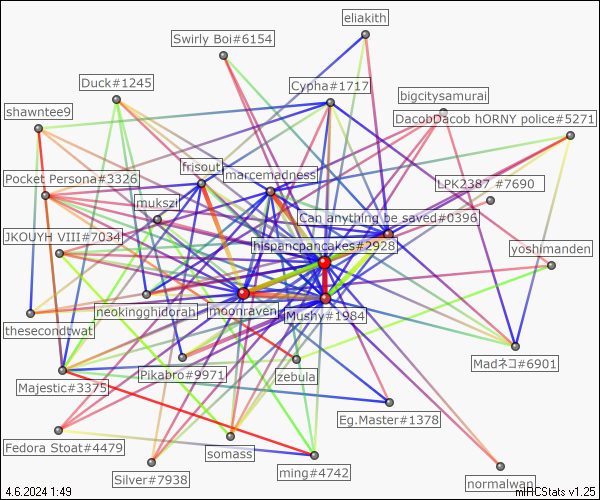 eliakith
Swirly Boi#6154
Duck#1245
Cypha#1717
bigcitysamurai
shawntee9
DacobDacob hORNY police#5271
frisout
marcemadness
Pocket Persona#3326
LPK2387 #7690
mukszi
Can anything be saved#0396
JKOUYH VIII#7034
hispancpancakes#2928
yoshimanden
neokingghidorah
moonraven
Mushy#1984
thesecondtwat
Madネコ#6901
Pikabro#9971
zebula
Majestic#3375
Eg.Master#1378
Fedora Stoat#4479
somass
ming#4742
Silver#7938
normalwan
4.6.2024 1:49
mIRCStats v1.25